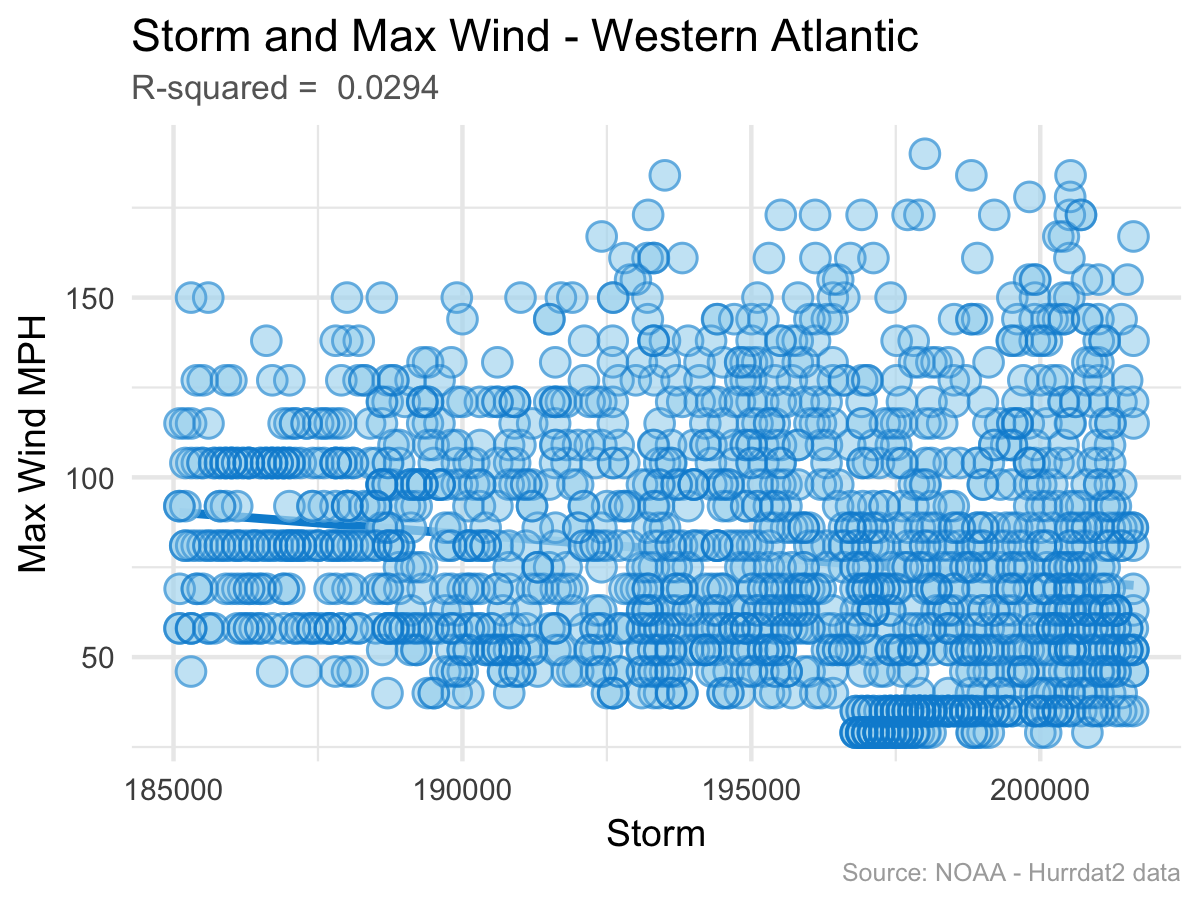 Storm and Max Wind - Western Atlantic
R-squared =  0.0294
Max Wind MPH
150
100
50
185000
190000
195000
200000
Storm
Source: NOAA - Hurrdat2 data